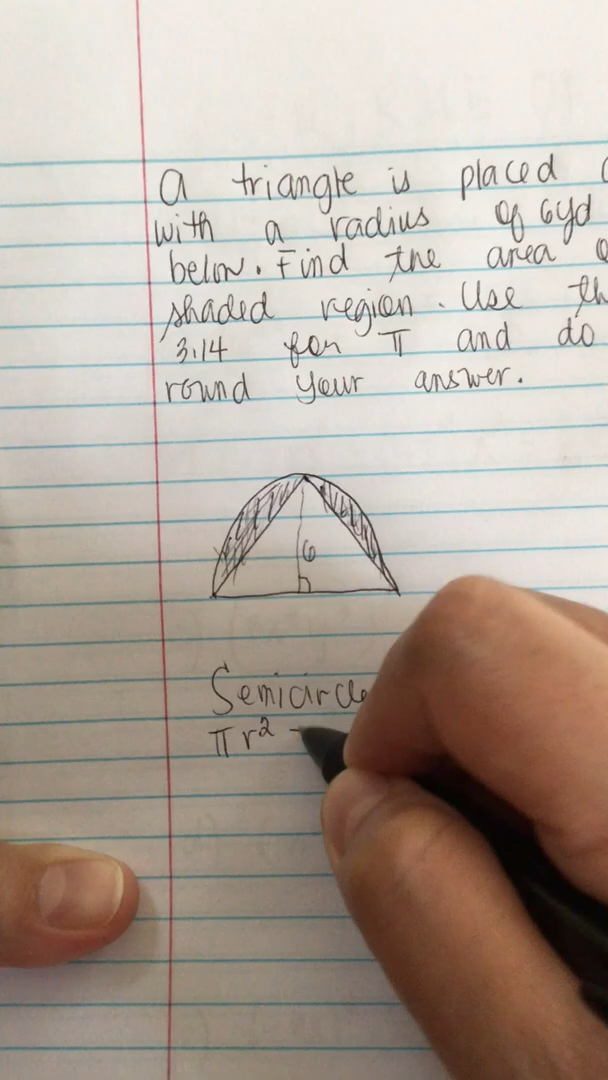 a triangle is placed
with a radius of 6yd
below. Find the area
shaded region. Use th
3.14 for π and do
round your answer.
6
Semicircle
πr² -